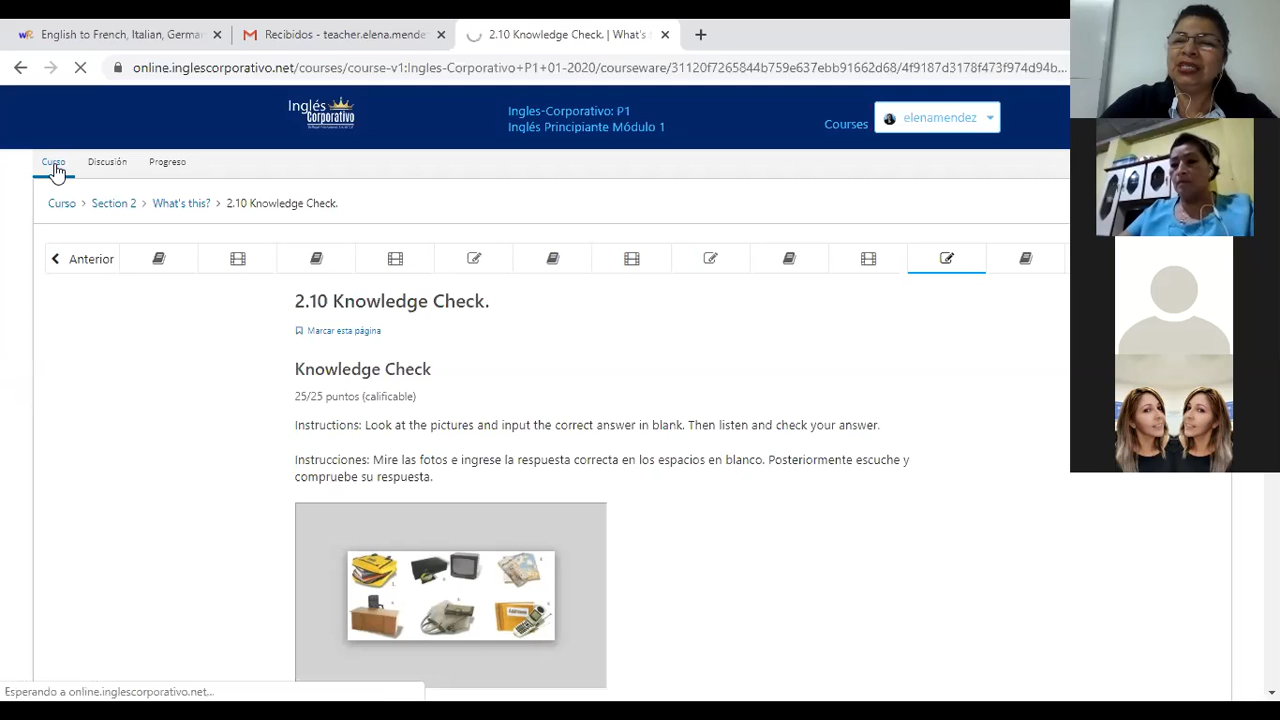 English to French, Italian, Germa
Recibidos - teacher.elena.mende
2.10 Knowledge Check. | What's
online.inglescorporativo.net/courses/course-v1:Ingles-Corporativo+P1+01-2020/courseware/31120f7265844b759e637ebb91662d68/4f9187d3178f473f974d94b...
Inglés
Corporativo
Ingles-Corporativo: P1
Inglés Principiante Módulo 1
Courses
elenamendez
Curso
Discusión
Progreso
Curso > Section 2 > What's this? > 2.10 Knowledge Check.
Anterior
2.10 Knowledge Check.
Marcar esta página
Knowledge Check
25/25 puntos (calificable)
Instructions: Look at the pictures and input the correct answer in blank. Then listen and check your answer.
Instrucciones: Mire las fotos e ingrese la respuesta correcta en los espacios en blanco. Posteriormente escuche y
compruebe su respuesta.
Esperando a online.inglescorporativo.net...